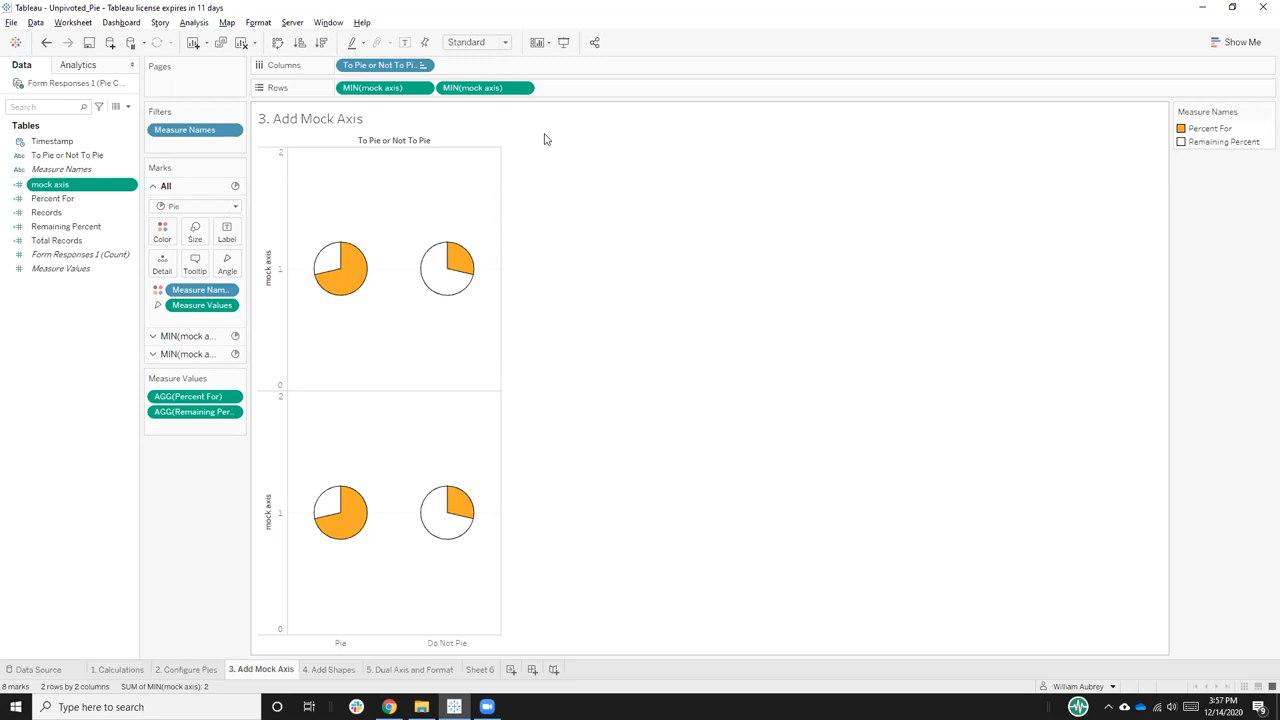 Tableau - Unpivoted_Pie - Tableau license expires in 11 days
File Data Worksheet Dashboard Story Analysis Map Format Server Window Help
Standard
Show Me
Data Analytics
Form Responses 1 (Pie C...
Search
Tables
Timestamp
Abc To Pie or Not To Pie
Abc Measure Names
mock axis
Percent For
Records
Remaining Percent
Total Records
Form Responses 1 (Count)
Measure Values
Pages
Filters
Measure Names
Marks
All
Pie
Color Size Label
Detail Tooltip Angle
Measure Nam..
Measure Values
MIN(mock a...
MIN(mock a...
Measure Values
AGG(Percent For)
AGG(Remaining Per..
Columns To Pie or Not To Pi..
Rows MIN(mock axis) MIN(mock axis)
3. Add Mock Axis
To Pie or Not To Pie
2
mock axis
1
0
2
mock axis
1
0
Pie Do Not Pie
Measure Names
Percent For
Remaining Percent
Data Source 1. Calculations 2. Configure Pies 3. Add Mock Axis 4. Add Shapes 5. Dual Axis and Format Sheet 6
8 marks 2 rows by 2 columns SUM of MIN(mock axis): 2
William Aubrey
Type here to search
3:57 PM
12/14/2020